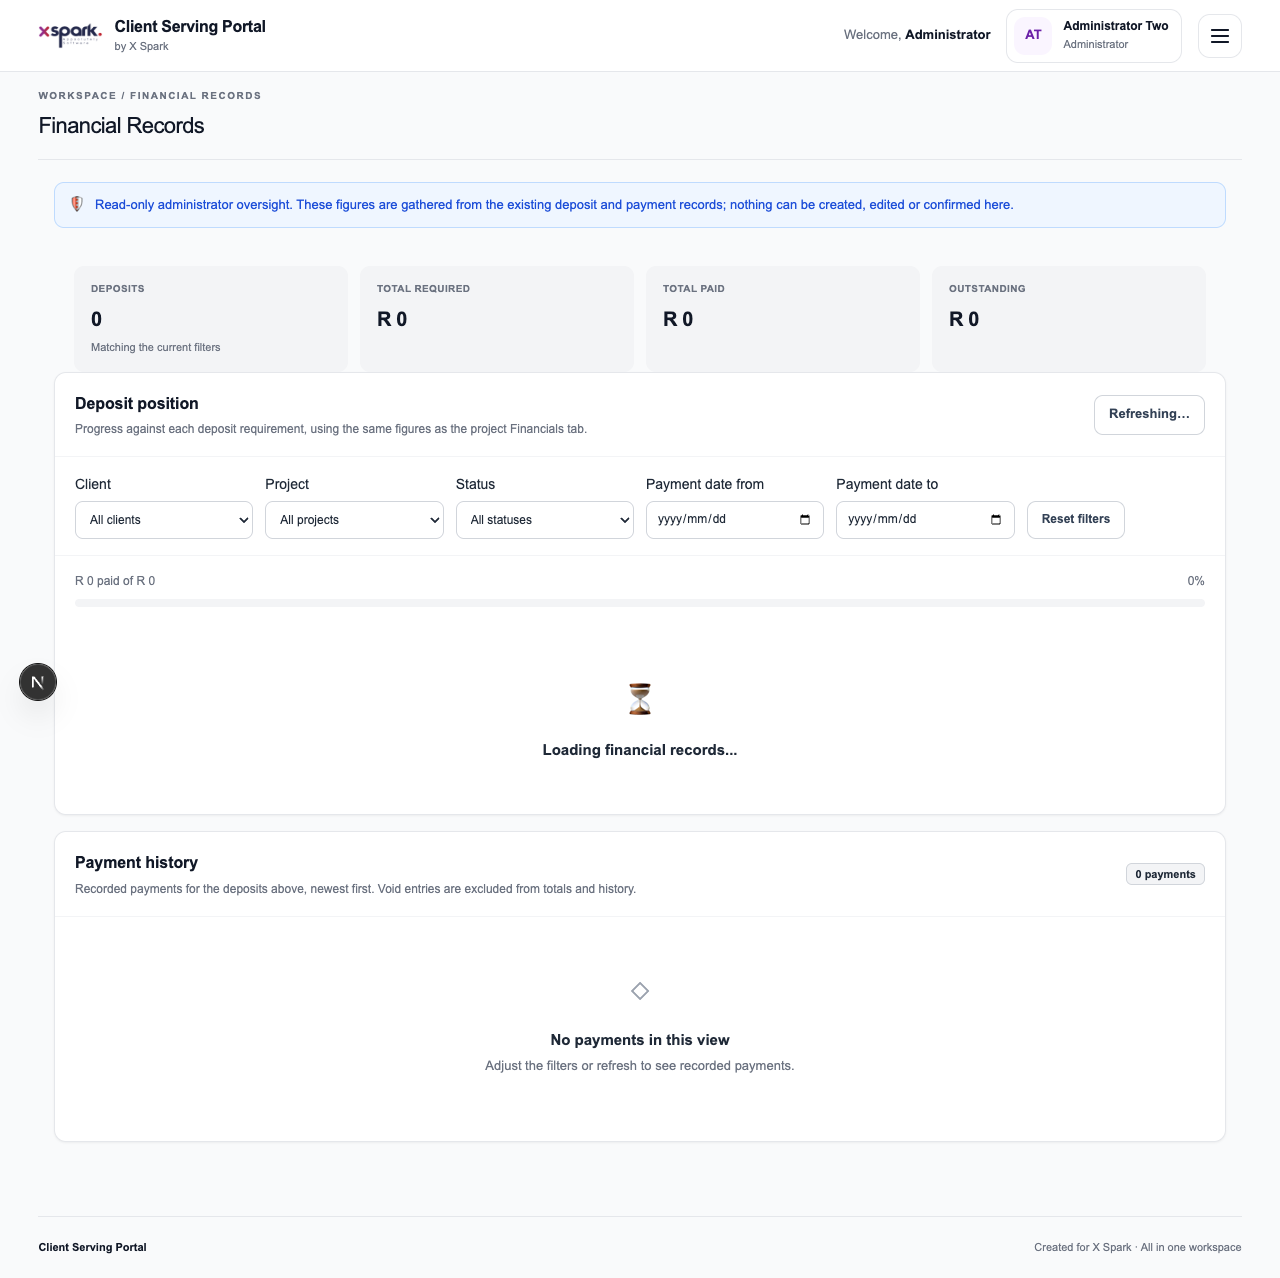 xspark.
Client Serving Portal
by X Spark
Welcome, Administrator
AT
Administrator Two
Administrator
WORKSPACE / FINANCIAL RECORDS
Financial Records
Read-only administrator oversight. These figures are gathered from the existing deposit and payment records; nothing can be created, edited or confirmed here.
DEPOSITS
0
Matching the current filters
TOTAL REQUIRED
R 0
TOTAL PAID
R 0
OUTSTANDING
R 0
Deposit position
Progress against each deposit requirement, using the same figures as the project Financials tab.
Refreshing...
Client
All clients
Project
All projects
Status
All statuses
Payment date from
yyyy/mm/dd
Payment date to
yyyy/mm/dd
Reset filters
R 0 paid of R 0
0%
N
Loading financial records...
Payment history
Recorded payments for the deposits above, newest first. Void entries are excluded from totals and history.
0 payments
No payments in this view
Adjust the filters or refresh to see recorded payments.
Client Serving Portal
Created for X Spark · All in one workspace